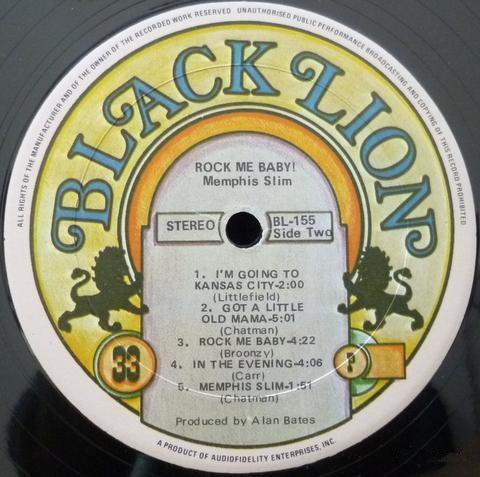 ALL RIGHTS OF THE MANUFACTURER AND OF THE OWNER OF THE RECORDED WORK RESERVED UNAUTHORISED PUBLIC PERFORMANCE BROADCASTING AND COPYING OF THIS RECORD PROHIBITED
BLACK LION
ROCK ME BABY!
Memphis Slim
STEREO
BL-155
Side Two
1. I'M GOING TO
KANSAS CITY-2:00
(Littlefield)
2. GOT A LITTLE
OLD MAMA-5:01
(Chatman)
3. ROCK ME BABY-4:22
(Broonzy)
4. IN THE EVENING-4:06
(Carr)
5. MEMPHIS SLIM-1:51
(Chatman)
33
P
Produced by Alan Bates
A PRODUCT OF AUDIOFIDELITY ENTERPRISES, INC.